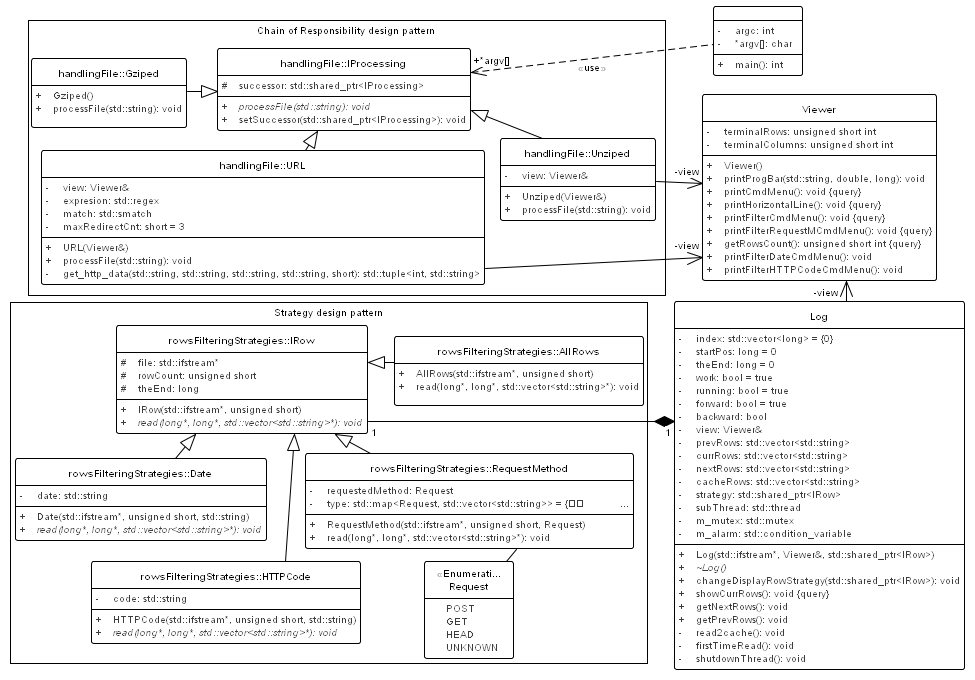 Chain of Responsibility design pattern
handlingFile::Gziped
+ Gziped()
+ processFile(std::string): void
handlingFile::IProcessing
# successor: std::shared_ptr<IProcessing>
+ processFile(std::string): void
+ setSuccessor(std::shared_ptr<IProcessing>): void
+*argv[]
«use»
- argc: int
- *argv[]: char
+ main(): int
handlingFile::URL
- view: Viewer&
- expresion: std::regex
- match: std::smatch
- maxRedirectCnt: short = 3
+ URL(Viewer&)
+ processFile(std::string): void
- get_http_data(std::string, std::string, std::string, std::string, short): std::tuple<int, std::string>
handlingFile::Unziped
- view: Viewer&
+ Unziped(Viewer&)
+ processFile(std::string): void
-view
-view
Viewer
- terminalRows: unsigned short int
- terminalColumns: unsigned short int
+ Viewer()
+ printProgBar(std::string, double, long): void
+ printCmdMenu(): void {query}
+ printHorizontalLine(): void {query}
+ printFilterCmdMenu(): void {query}
+ printFilterRequestMCmdMenu(): void {query}
+ getRowsCount(): unsigned short int {query}
+ printFilterDateCmdMenu(): void
+ printFilterHTTPCodeCmdMenu(): void
-view
Strategy design pattern
rowsFilteringStrategies::IRow
# file: std::ifstream*
# rowCount: unsigned short
# theEnd: long
+ IRow(std::ifstream*, unsigned short)
+ read(long*, long*, std::vector<std::string>*): void
rowsFilteringStrategies::AllRows
+ AllRows(std::ifstream*, unsigned short)
+ read(long*, long*, std::vector<std::string>*): void
1
1
rowsFilteringStrategies::Date
- date: std::string
+ Date(std::ifstream*, unsigned short, std::string)
+ read(long*, long*, std::vector<std::string>*): void
rowsFilteringStrategies::RequestMethod
- requestedMethod: Request
- type: std::map<Request, std::vector<std::string>> = {□□ ...
+ RequestMethod(std::ifstream*, unsigned short, Request)
+ read(long*, long*, std::vector<std::string>*): void
rowsFilteringStrategies::HTTPCode
- code: std::string
+ HTTPCode(std::ifstream*, unsigned short, std::string)
+ read(long*, long*, std::vector<std::string>*): void
«Enumerati...
Request
POST
GET
HEAD
UNKNOWN
Log
- index: std::vector<long> = {0}
- startPos: long = 0
- theEnd: long = 0
- work: bool = true
- running: bool = true
- forward: bool = true
- backward: bool
- view: Viewer&
- prevRows: std::vector<std::string>
- currRows: std::vector<std::string>
- nextRows: std::vector<std::string>
- cacheRows: std::vector<std::string>
- strategy: std::shared_ptr<IRow>
- subThread: std::thread
- m_mutex: std::mutex
- m_alarm: std::condition_variable
+ Log(std::ifstream*, Viewer&, std::shared_ptr<IRow>)
+ ~Log()
+ changeDisplayRowStrategy(std::shared_ptr<IRow>): void
+ showCurrRows(): void {query}
+ getNextRows(): void
+ getPrevRows(): void
- read2cache(): void
- firstTimeRead(): void
- shutdownThread(): void